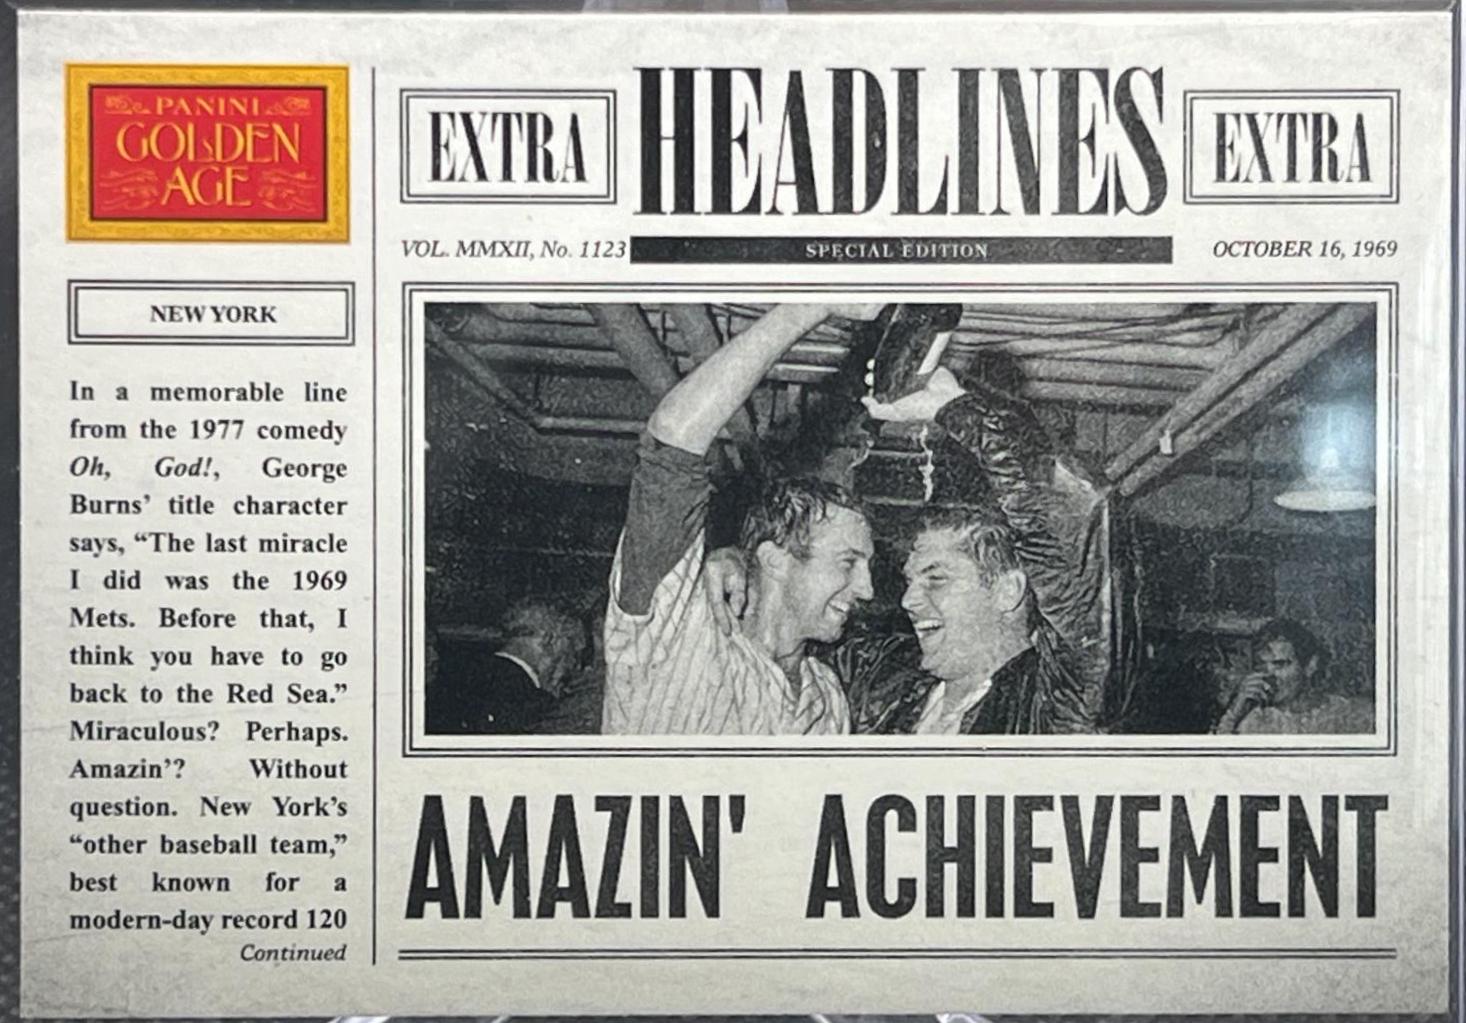 PANINI
GOLDEN
AGE
EXTRA
HEADLINES
EXTRA
VOL. MMXII, No. 1123
SPECIAL EDITION
OCTOBER 16, 1969
NEW YORK
In a memorable line
from the 1977 comedy
Oh, God!, George
Burns’ title character
says, “The last miracle
I did was the 1969
Mets. Before that, I
think you have to go
back to the Red Sea.”
Miraculous? Perhaps.
Amazin’? Without
question. New York’s
“other baseball team,”
best known for a
modern-day record 120
Continued
AMAZIN' ACHIEVEMENT